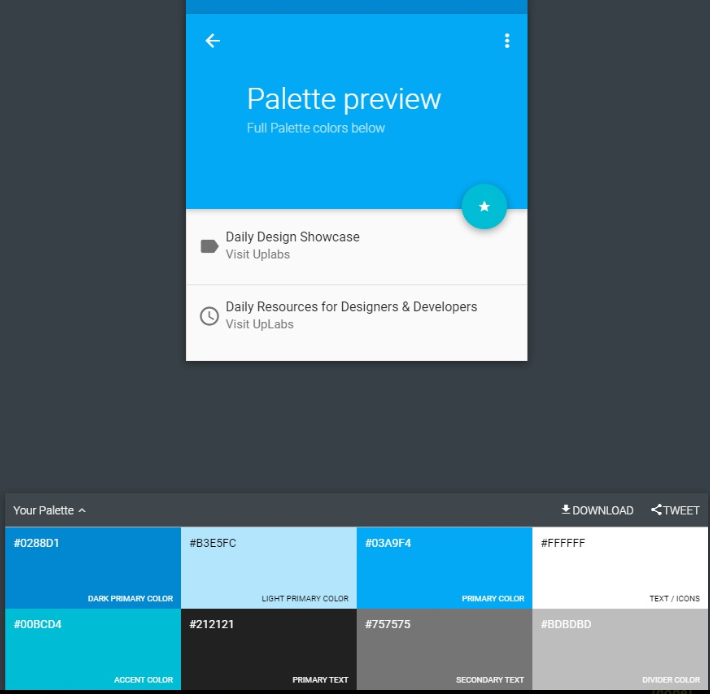 Palette preview
Full Palette colors below
Daily Design Showcase
Visit Uplabs
Daily Resources for Designers & Developers
Visit UpLabs
Your Palette
DOWNLOAD TWEET
#0288D1 #B3E5FC #03A9F4 #FFFFFF
DARK PRIMARY COLOR LIGHT PRIMARY COLOR PRIMARY COLOR TEXT / ICONS
#00BCD4 #212121 #757575 #BDBDBD
ACCENT COLOR PRIMARY TEXT SECONDARY TEXT DIVIDER COLOR